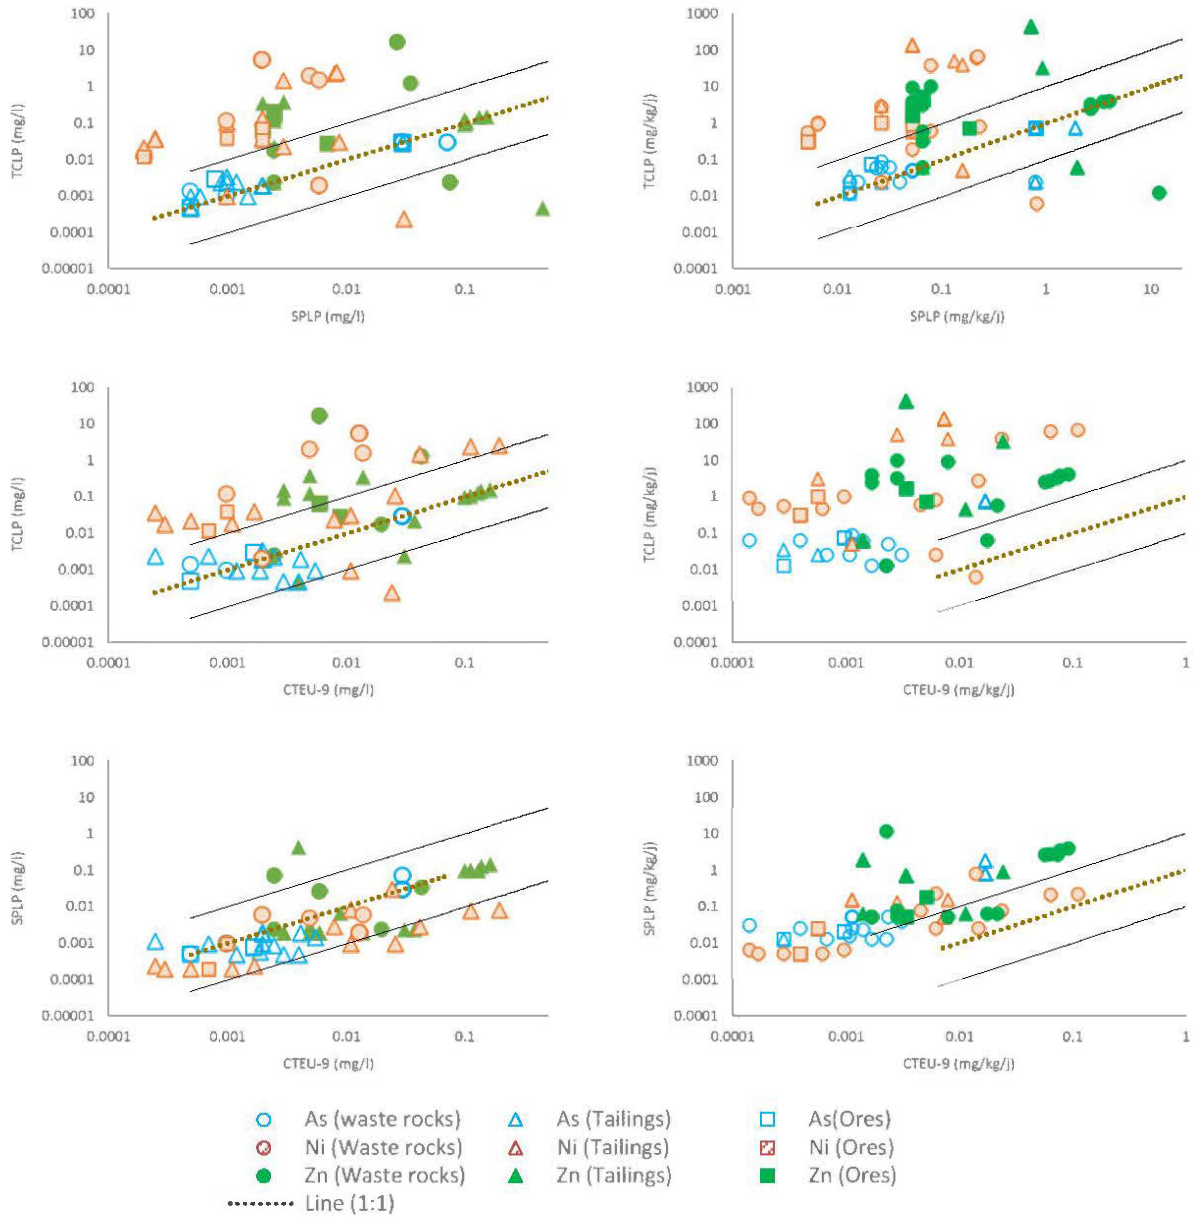 100
10
1
0.1
0.01
0.001
0.0001
0.00001
TCLP (mg/l)
0.0001 0.001 0.01 0.1
SPLP (mg/l)
1000
100
10
1
0.1
0.01
0.001
0.0001
TCLP (mg/kg/j)
0.001 0.01 0.1 1 10
SPLP (mg/kg/j)
100
10
1
0.1
0.01
0.001
0.0001
0.00001
TCLP (mg/l)
0.0001 0.001 0.01 0.1
CTEU-9 (mg/l)
1000
100
10
1
0.1
0.01
0.001
0.0001
TCLP (mg/kg/j)
0.0001 0.001 0.01 0.1 1
CTEU-9 (mg/kg/j)
100
10
1
0.1
0.01
0.001
0.0001
0.00001
SPLP (mg/l)
0.0001 0.001 0.01 0.1
CTEU-9 (mg/l)
1000
100
10
1
0.1
0.01
0.001
0.0001
SPLP (mg/kg/j)
0.0001 0.001 0.01 0.1 1
CTEU-9 (mg/kg/j)
As (waste rocks) As (Tailings) As(Ores)
Ni (Waste rocks) Ni (Tailings) Ni (Ores)
Zn (Waste rocks) Zn (Tailings) Zn (Ores)
Line (1:1)